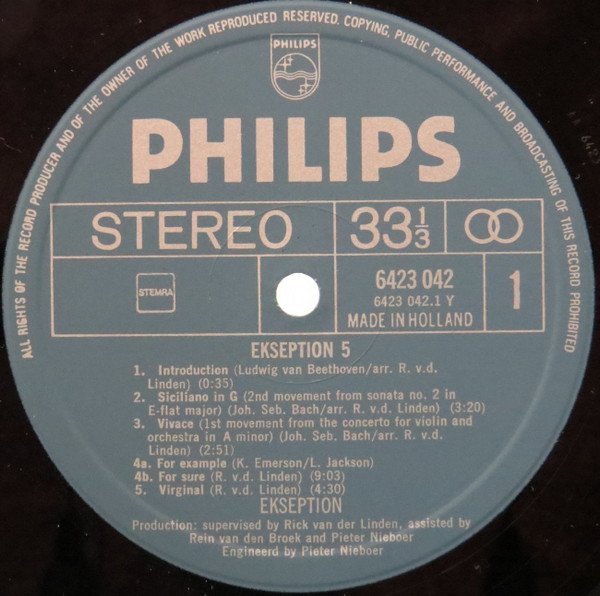 ALL RIGHTS OF THE RECORD PRODUCER AND OF THE OWNER OF THE WORK REPRODUCED RESERVED. COPYING, PUBLIC PERFORMANCE AND BROADCASTING OF THIS RECORD PROHIBITED
PHILIPS
PHILIPS
STEREO
33⅓
STEMRA
6423 042
6423 042.1 Y
MADE IN HOLLAND
1
EKSEPTION 5
1. Introduction (Ludwig van Beethoven/arr. R. v.d.
Linden) (0:35)
2. Siciliano in G (2nd movement from sonata no. 2 in
E-flat major) (Joh. Seb. Bach/arr. R. v.d. Linden) (3:20)
3. Vivace (1st movement from the concerto for violin and
orchestra in A minor) (Joh. Seb. Bach/arr. R. v.d.
Linden) (2:51)
4a. For example (K. Emerson/L. Jackson)
4b. For sure (R. v.d. Linden) (9:03)
5. Virginal (R. v.d. Linden) (4:30)
EKSEPTION
Production: supervised by Rick van der Linden, assisted by
Rein van den Broek and Pieter Nieboer
Engineerd by Pieter Nieboer